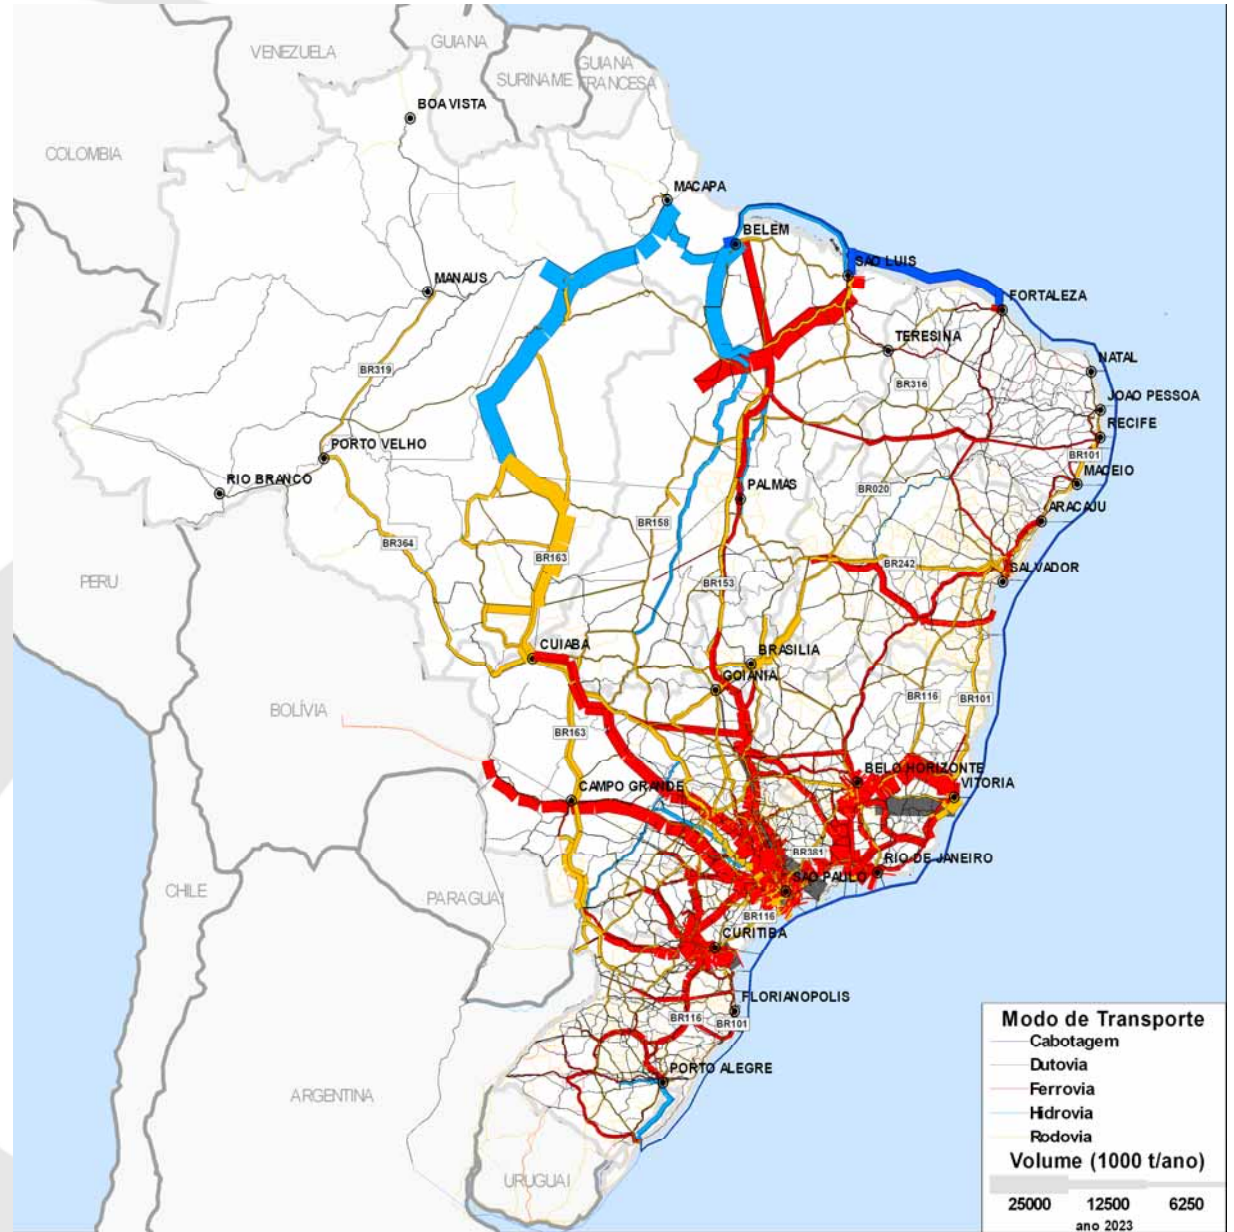 GUIANA
VENEZUELA
GUIANA
FRANCESA
SURINAME
BOA VISTA
COLOMBIA
MACAPA
BELEM
SAO LUIS
MANAUS
FORTALEZA
TERESINA
NATAL
BR319
BR316
JOAO PESSOA
RECIFE
PORTO VELHO
BR101
MACEIO
RIO BRANCO
PALMAS
BR020
ARACAJU
BR158
BR364
BR163
BR242
SALVADOR
PERU
BR153
CUIABA
BRASILIA
GOIANIA
BR116
BR101
BOLÍVIA
BR163
BELO HORIZONTE
CAMPO GRANDE
VITORIA
BR381
RIO DE JANEIRO
CHILE
PARAGUAI
SAO PAULO
BR116
CURITIBA
FLORIANOPOLIS
BR116
BR101
PORTO ALEGRE
ARGENTINA
URUGUAI
Modo de Transporte
Cabotagem
Dutovia
Ferrovia
Hidrovia
Rodovia
Volume (1000 t/ano)
25000 12500 6250
ano 2023